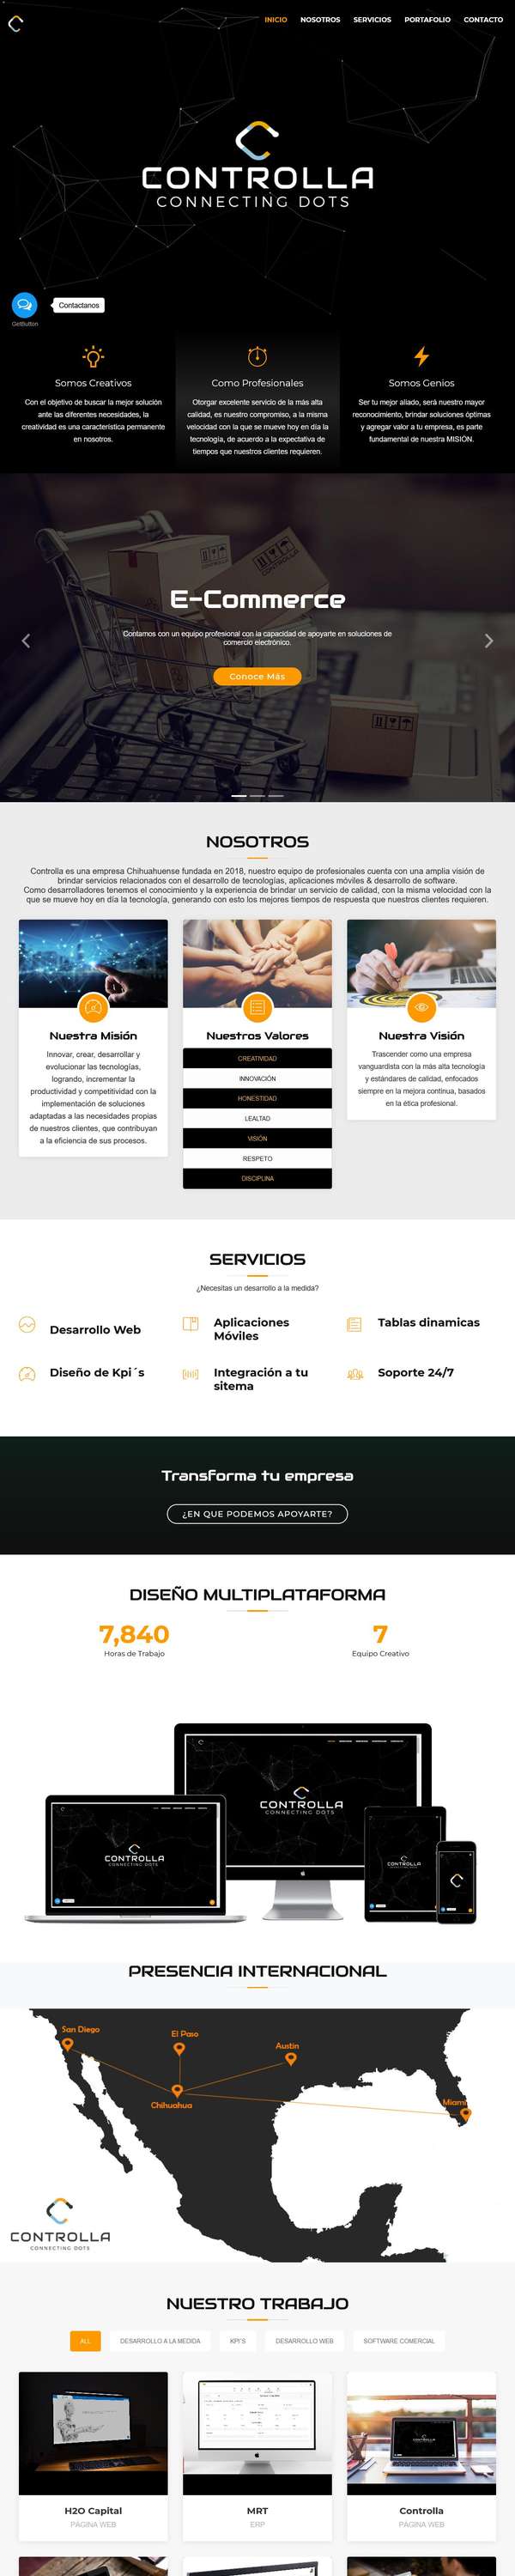 INICIO NOSOTROS SERVICIOS PORTAFOLIO CONTACTO
CONTROLLA
CONNECTING DOTS
Contactanos
GetButton
Somos Creativos
Con el objetivo de buscar la mejor solución
ante las diferentes necesidades, la
creatividad es una característica permanente
en nosotros.
Como Profesionales
Otorgar excelente servicio de la más alta
calidad, es nuestro compromiso, a la misma
velocidad con la que se mueve hoy en día la
tecnología, de acuerdo a la expectativa de
tiempos que nuestros clientes requieren.
Somos Genios
Ser tu mejor aliado, será nuestro mayor
reconocimiento, brindar soluciones óptimas
y agregar valor a tu empresa, es parte
fundamental de nuestra MISIÓN.
E-Commerce
Contamos con un equipo profesional con la capacidad de apoyarte en soluciones de
comercio electrónico.
Conoce Más
NOSOTROS
Controlla es una empresa Chihuahuense fundada en 2018, nuestro equipo de profesionales cuenta con una amplia visión de
brindar servicios relacionados con el desarrollo de tecnologías, aplicaciones móviles & desarrollo de software.
Como desarrolladores tenemos el conocimiento y la experiencia de brindar un servicio de calidad, con la misma velocidad con la
que se mueve hoy en día la tecnología, generando con esto los mejores tiempos de respuesta que nuestros clientes requieren.
Nuestra Misión
Innovar, crear, desarrollar y
evolucionar las tecnologías,
logrando, incrementar la
productividad y competitividad con la
implementación de soluciones
adaptadas a las necesidades propias
de nuestros clientes, que contribuyan
a la eficiencia de sus procesos.
Nuestros Valores
CREATIVIDAD
INNOVACIÓN
HONESTIDAD
LEALTAD
VISIÓN
RESPETO
DISCIPLINA
Nuestra Visión
Trascender como una empresa
vanguardista con la más alta tecnología
y estándares de calidad, enfocados
siempre en la mejora continua, basados
en la ética profesional.
SERVICIOS
¿Necesitas un desarrollo a la medida?
Desarrollo Web
Aplicaciones
Móviles
Tablas dinamicas
Diseño de Kpi´s
Integración a tu
sitema
Soporte 24/7
Transforma tu empresa
¿EN QUE PODEMOS APOYARTE?
DISEÑO MULTIPLATAFORMA
7,840
Horas de Trabajo
7
Equipo Creativo
CONTROLLA
CONNECTING DOTS
CONTROLLA
CONNECTING DOTS
CONTROLLA
PRESENCIA INTERNACIONAL
San Diego
El Paso
Austin
Chihuahua
Miami
CONTROLLA
CONNECTING DOTS
NUESTRO TRABAJO
ALL DESARROLLO A LA MEDIDA KPI'S DESARROLLO WEB SOFTWARE COMERCIAL
CONTROLLA
H2O Capital
PÁGINA WEB
MRT
ERP
Controlla
PÁGINA WEB